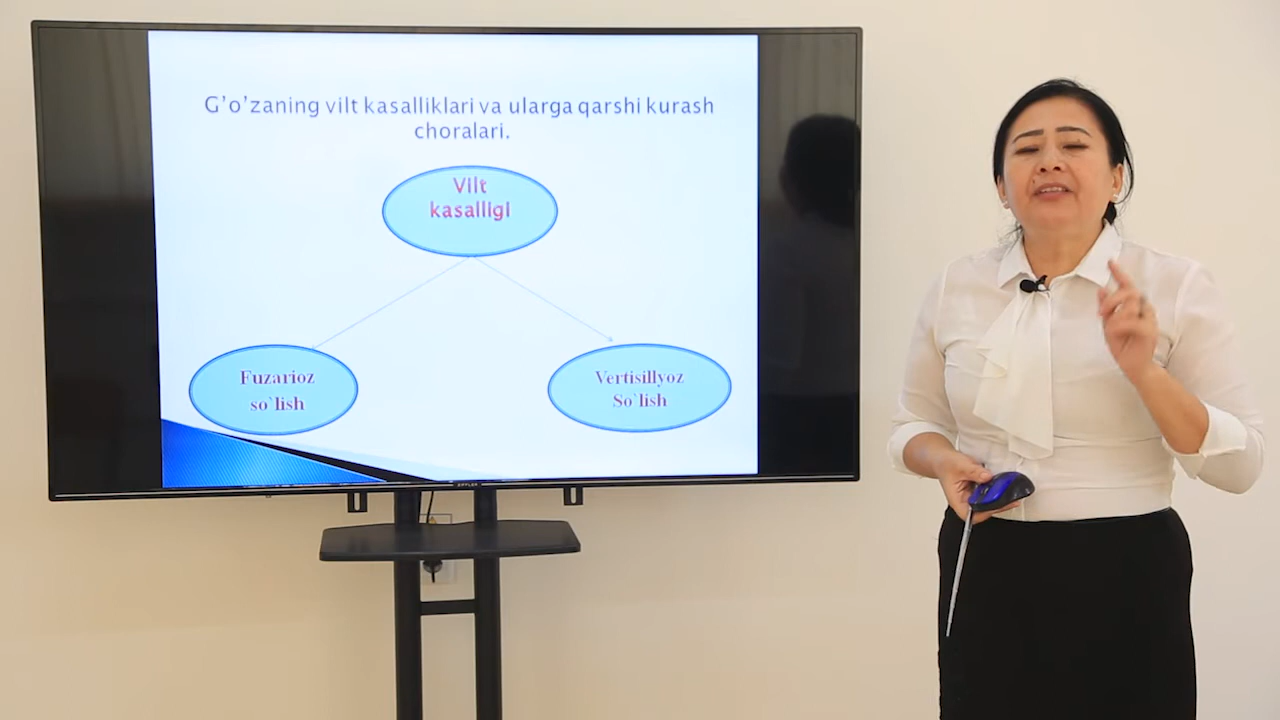 G'o'zaning vilt kasalliklari va ularga qarshi kurash
choralari.
Vilt
kasalligi
Fuzarioz
so`lish
Vertisillyoz
So`lish